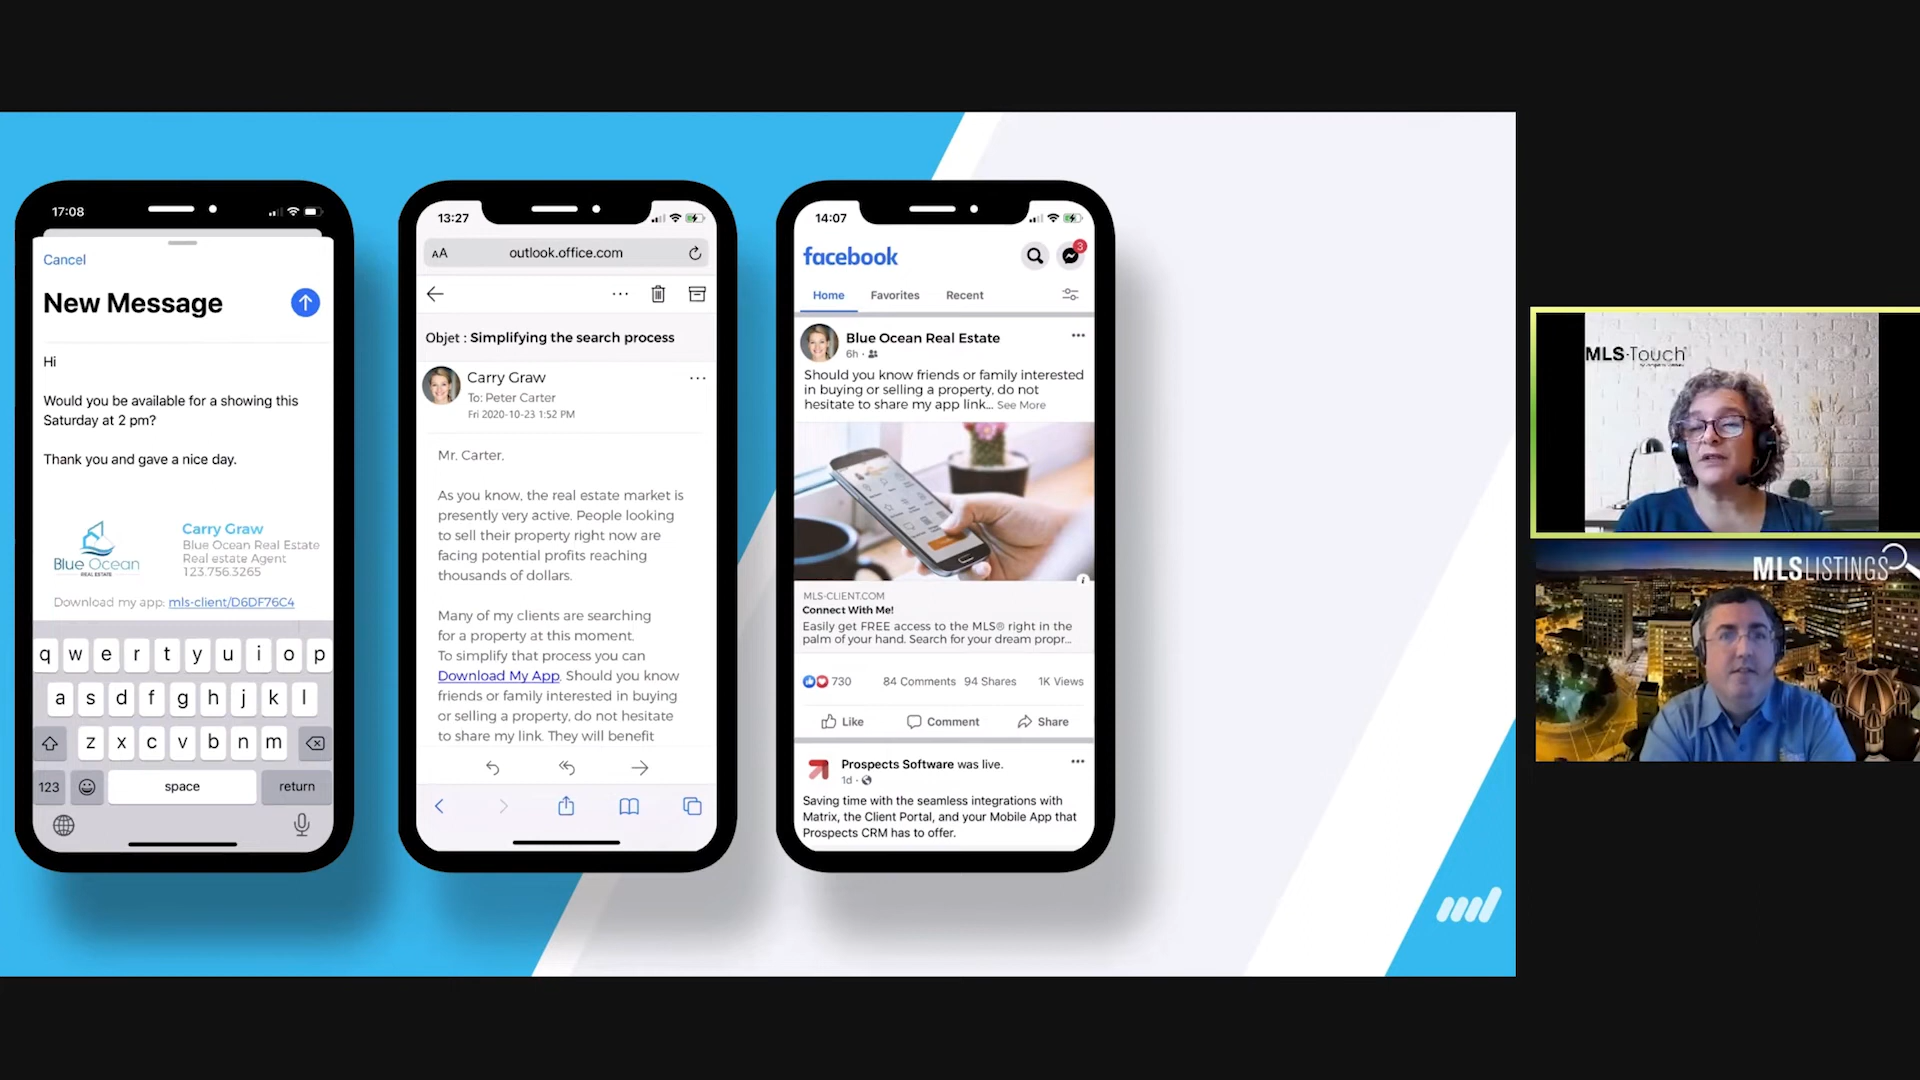 17:08
Cancel
New Message
Hi
Would you be available for a showing this
Saturday at 2 pm?
Thank you and gave a nice day.
Blue Ocean
REAL ESTATE
Carry Graw
Blue Ocean Real Estate
Real estate Agent
123.756.3265
Download my app: mls-client/D6DF76C4
q w e r t y u i o p
a s d f g h j k l
z x c v b n m
123 space return
13:27
AA outlook.office.com
Objet : Simplifying the search process
Carry Graw
To: Peter Carter
Fri 2020-10-23 1:52 PM
Mr. Carter,
As you know, the real estate market is
presently very active. People looking
to sell their property right now are
facing potential profits reaching
thousands of dollars.
Many of my clients are searching
for a property at this moment.
To simplify that process you can
Download My App. Should you know
friends or family interested in buying
or selling a property, do not hesitate
to share my link. They will benefit
14:07
facebook
3
Home Favorites Recent
Blue Ocean Real Estate
6h ·
Should you know friends or family interested
in buying or selling a property, do not
hesitate to share my app link... See More
MLS-CLIENT.COM
Connect With Me!
Easily get FREE access to the MLS® right in the
palm of your hand. Search for your dream propr...
730 84 Comments 94 Shares 1K Views
Like Comment Share
Prospects Software was live.
1d ·
Saving time with the seamless integrations with
Matrix, the Client Portal, and your Mobile App that
Prospects CRM has to offer.
MLS-Touch
MLSLISTINGS